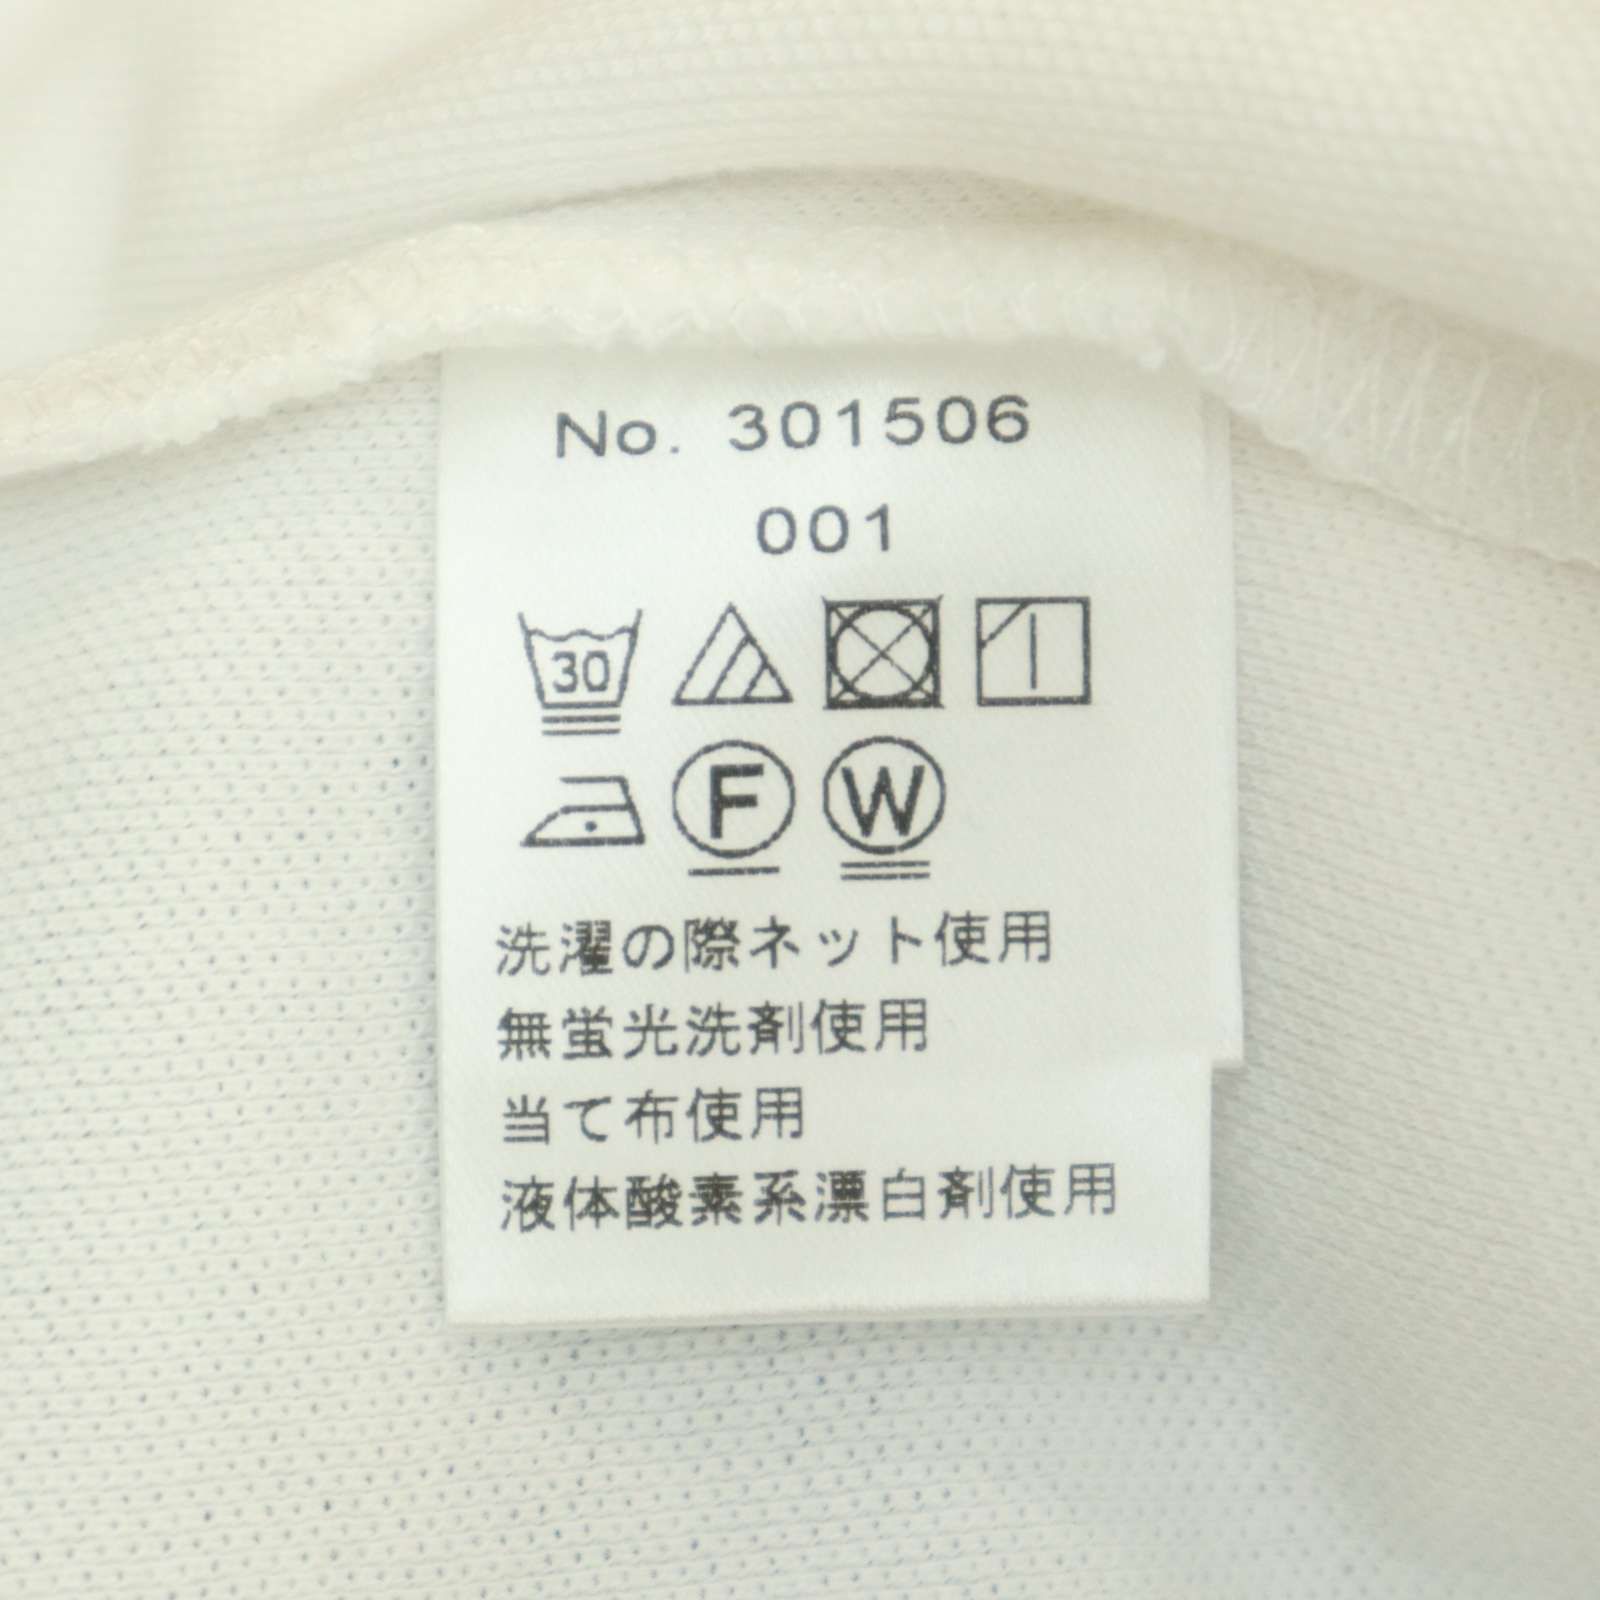 No. 301506
001
30
F W
洗濯の際ネット使用
無蛍光洗剤使用
当て布使用
液体酸素系漂白剤使用